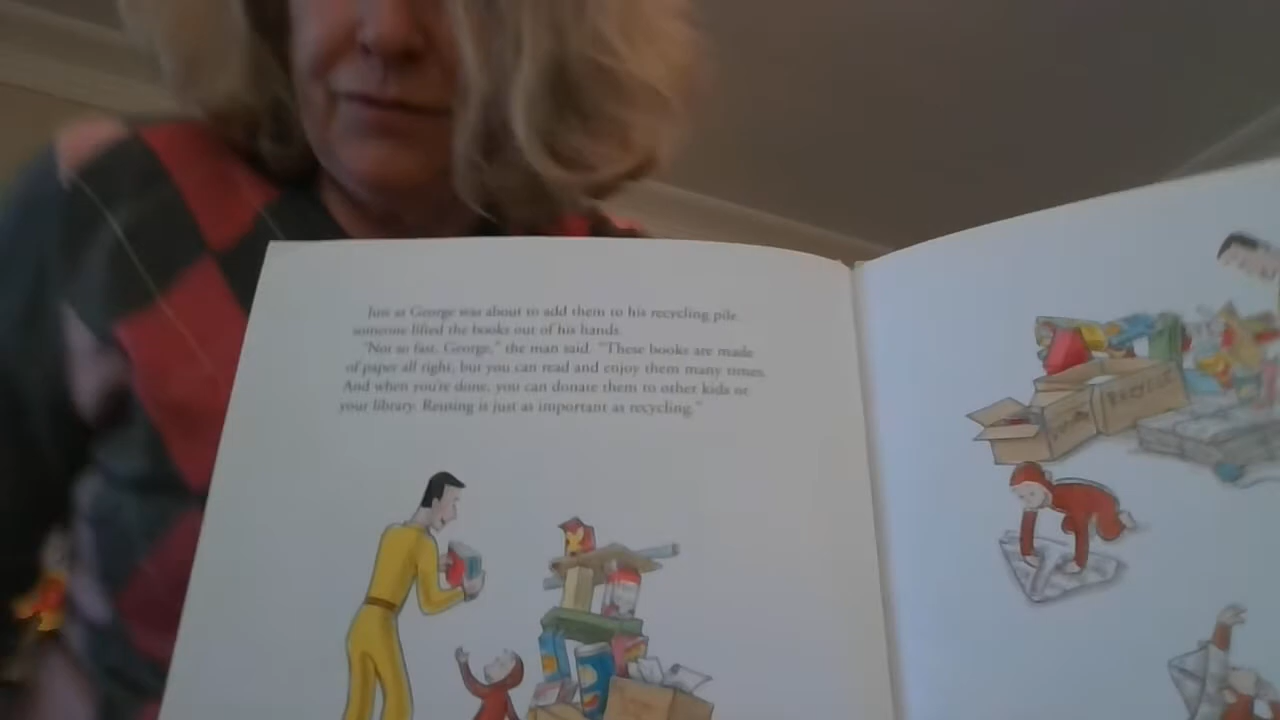 Just as George was about to add them to his recycling pile,
someone lifted the books out of his hands.
"Not so fast, George," the man said. "These books are made
of paper all right, but you can read and enjoy them many times.
And when you're done, you can donate them to other kids or
your library. Reusing is just as important as recycling."
RECYCLE